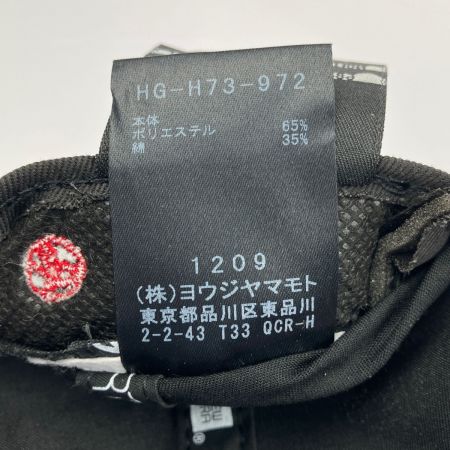 HG-H73-972
本体
ポリエステル 65%
綿 35%
1209
(株)ヨウジヤマモト
東京都品川区東品川
2-2-43 T33 QCR-H